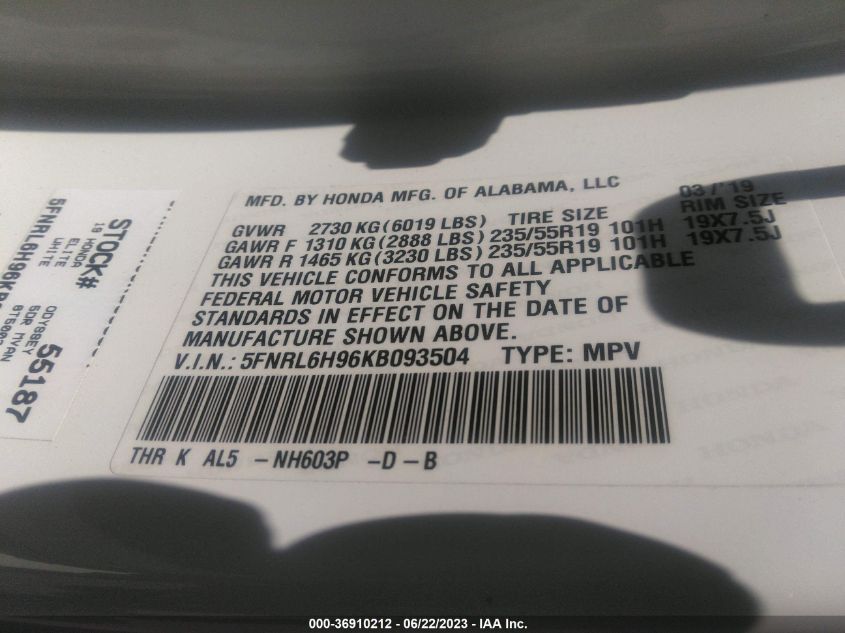 MFD. BY HONDA MFG. OF ALABAMA, LLC 03/'19
GVWR 2730 KG(6019 LBS) TIRE SIZE RIM SIZE
GAWR F 1310 KG(2888 LBS) 235/55R19 101H 19X7.5J
GAWR R 1465 KG(3230 LBS) 235/55R19 101H 19X7.5J
THIS VEHICLE CONFORMS TO ALL APPLICABLE
FEDERAL MOTOR VEHICLE SAFETY
STANDARDS IN EFFECT ON THE DATE OF
MANUFACTURE SHOWN ABOVE.
V.I.N.: 5FNRL6H96KB093504 TYPE: MPV
THR K AL5 -NH603P -D -B
STOCK# 55187
19 HONDA ODYSSEY
ELITE 5DR MVAN
WHITE
000-36910212 - 06/22/2023 - IAA Inc.